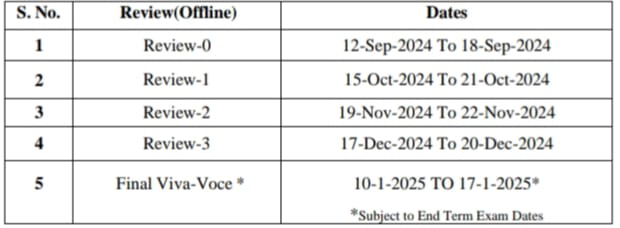 S. No. Review(Offline) Dates
1 Review-0 12-Sep-2024 To 18-Sep-2024
2 Review-1 15-Oct-2024 To 21-Oct-2024
3 Review-2 19-Nov-2024 To 22-Nov-2024
4 Review-3 17-Dec-2024 To 20-Dec-2024
5 Final Viva-Voce * 10-1-2025 TO 17-1-2025*
*Subject to End Term Exam Dates